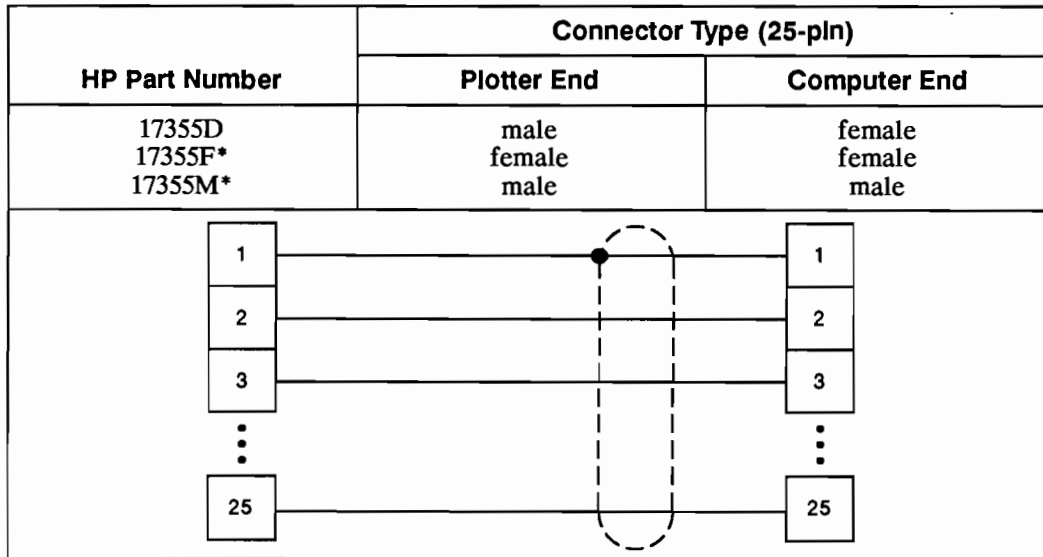 Connector Type (25-pin)
HP Part Number Plotter End Computer End
17355D male female
17355F* female female
17355M* male male
1 1
2 2
3 3
25 25